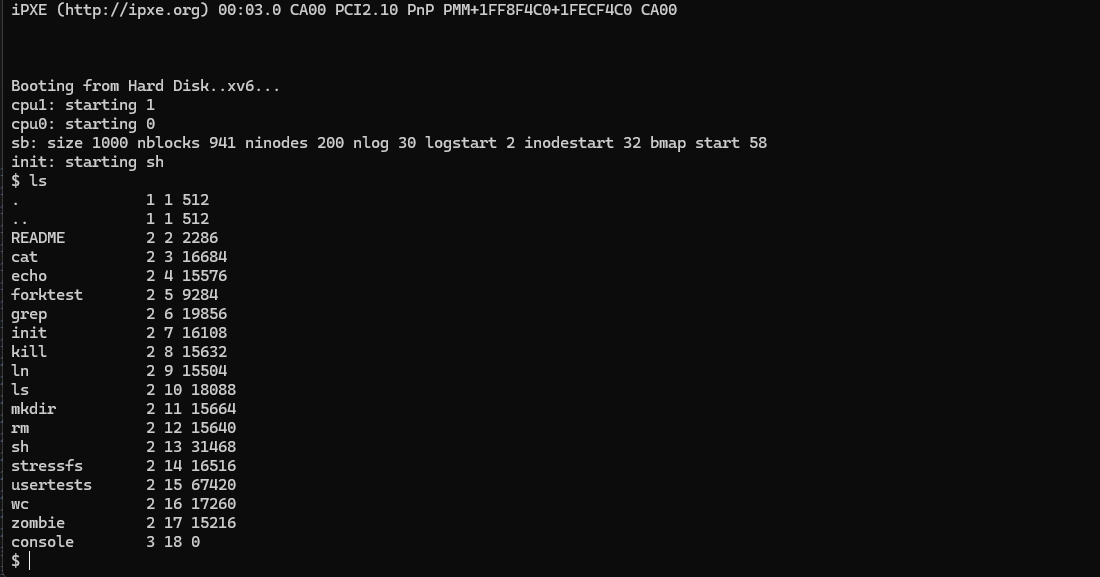 iPXE (http://ipxe.org) 00:03.0 CA00 PCI2.10 PnP PMM+1FF8F4C0+1FECF4C0 CA00
Booting from Hard Disk..xv6...
cpu1: starting 1
cpu0: starting 0
sb: size 1000 nblocks 941 ninodes 200 nlog 30 logstart 2 inodestart 32 bmap start 58
init: starting sh
$ ls
.              1 1 512
..             1 1 512
README         2 2 2286
cat            2 3 16684
echo           2 4 15576
forktest       2 5 9284
grep           2 6 19856
init           2 7 16108
kill           2 8 15632
ln             2 9 15504
ls             2 10 18088
mkdir          2 11 15664
rm             2 12 15640
sh             2 13 31468
stressfs       2 14 16516
usertests      2 15 67420
wc             2 16 17260
zombie         2 17 15216
console        3 18 0
$